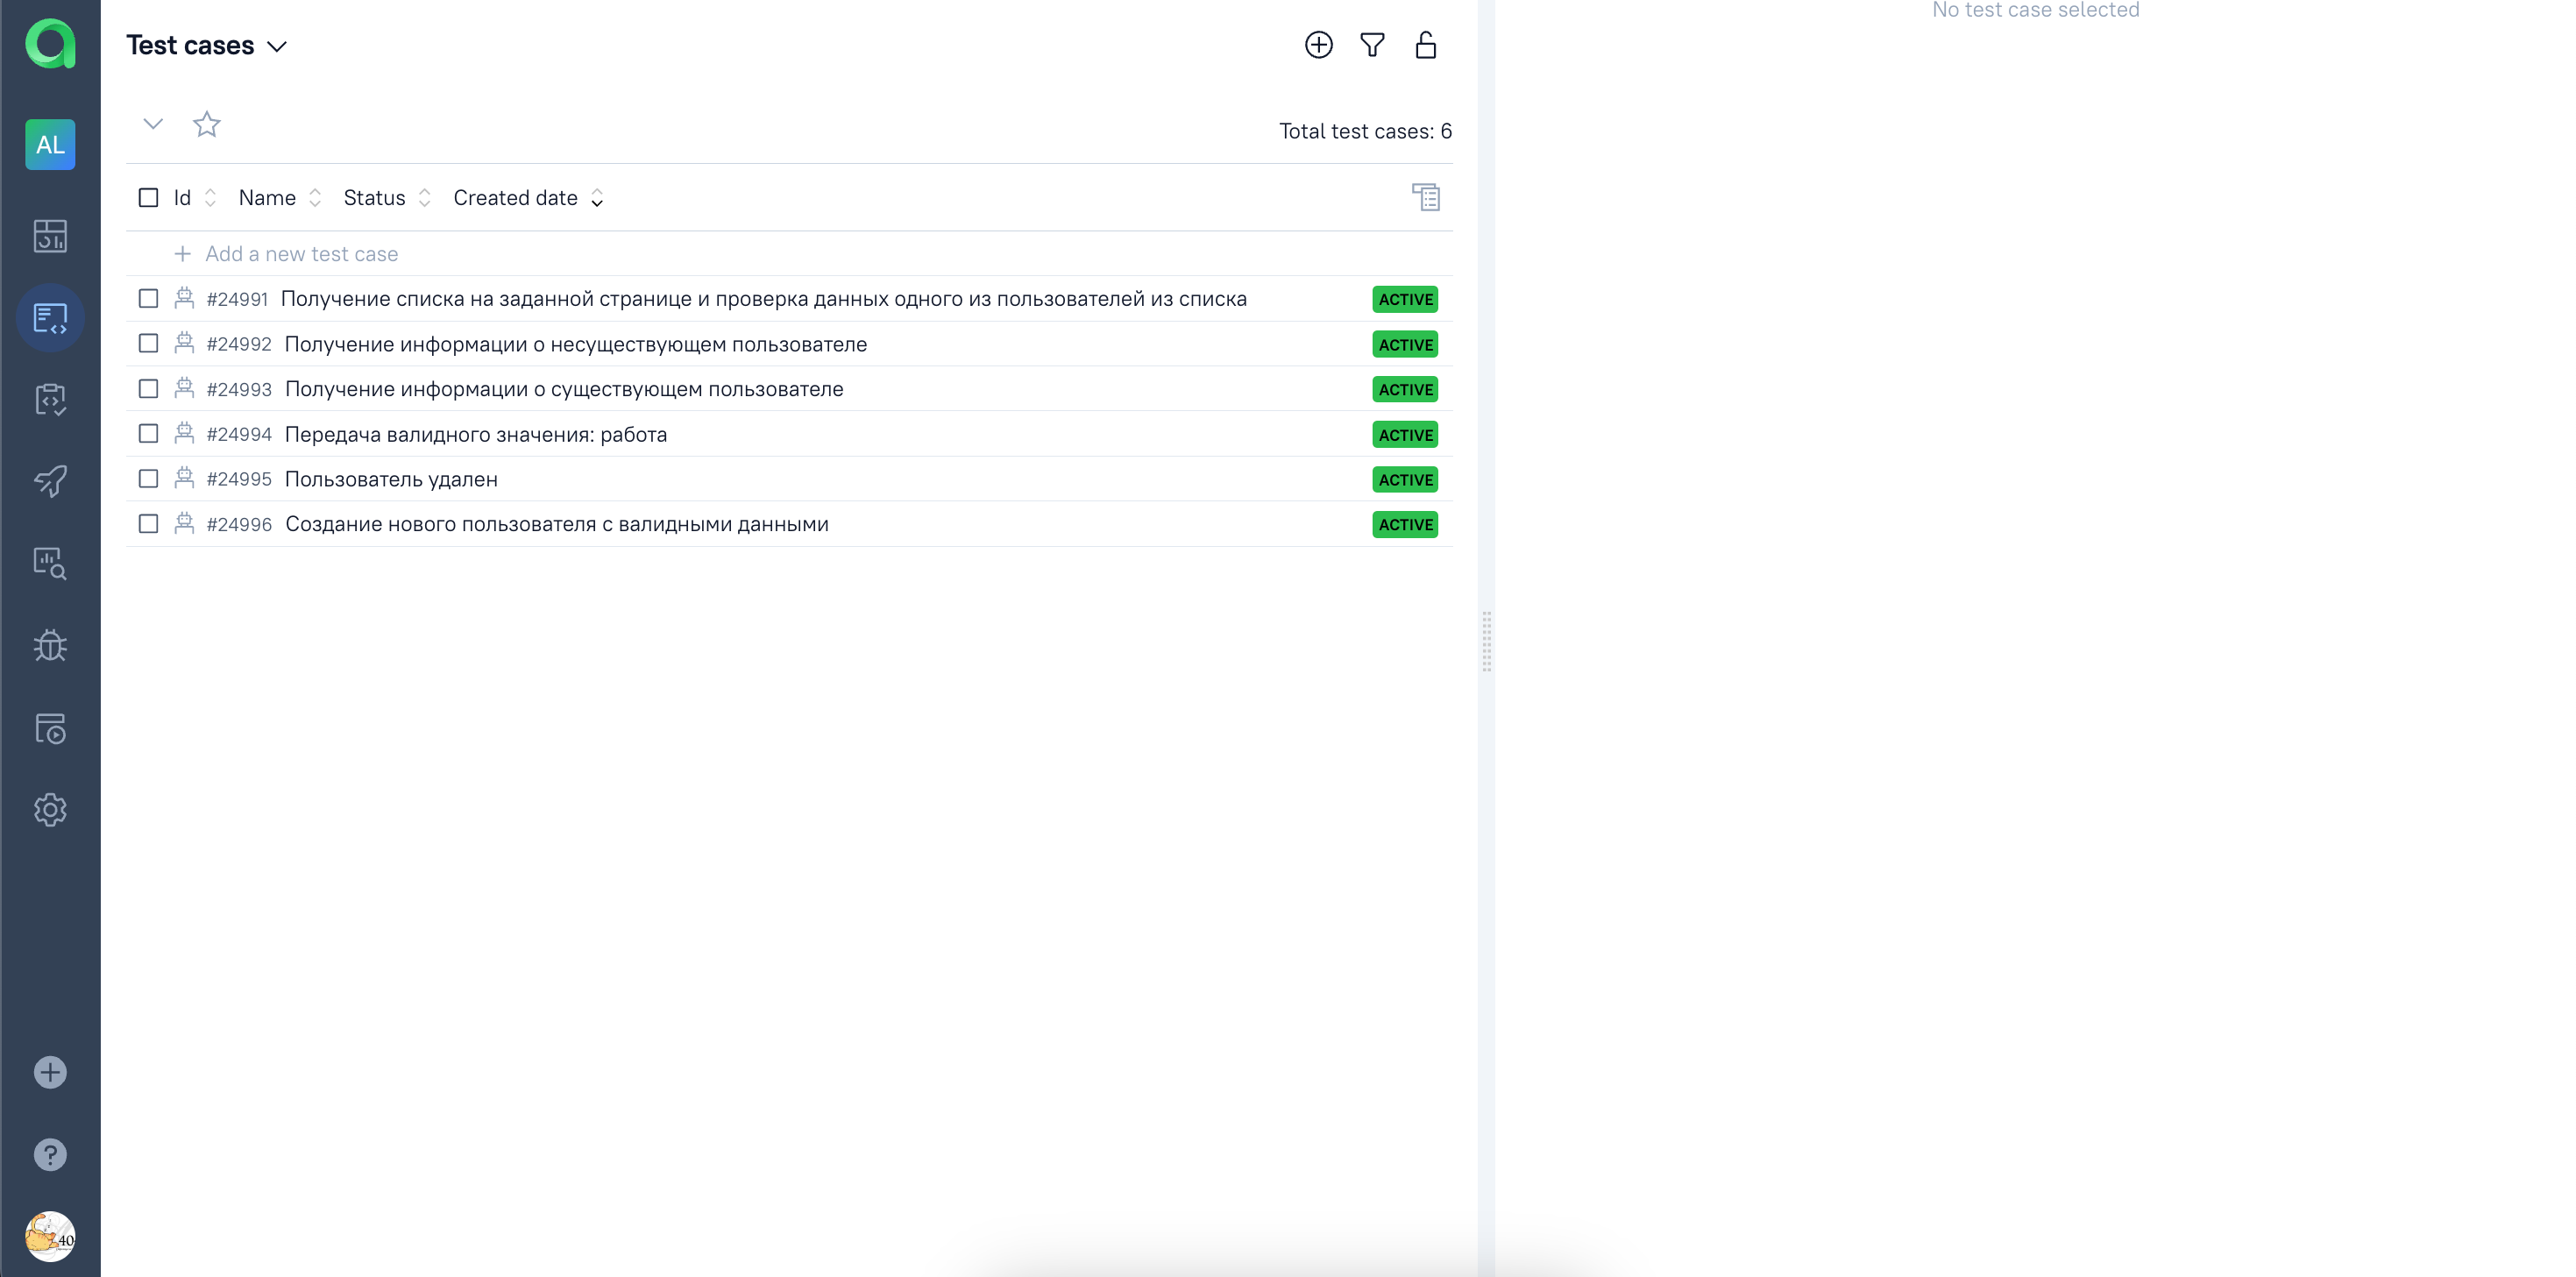 No test case selected
Test cases
AL
Total test cases: 6
Id Name Status Created date
Add a new test case
#24991 Получение списка на заданной странице и проверка данных одного из пользователей из списка ACTIVE
#24992 Получение информации о несуществующем пользователе ACTIVE
#24993 Получение информации о существующем пользователе ACTIVE
#24994 Передача валидного значения: работа ACTIVE
#24995 Пользователь удален ACTIVE
#24996 Создание нового пользователя с валидными данными ACTIVE
40